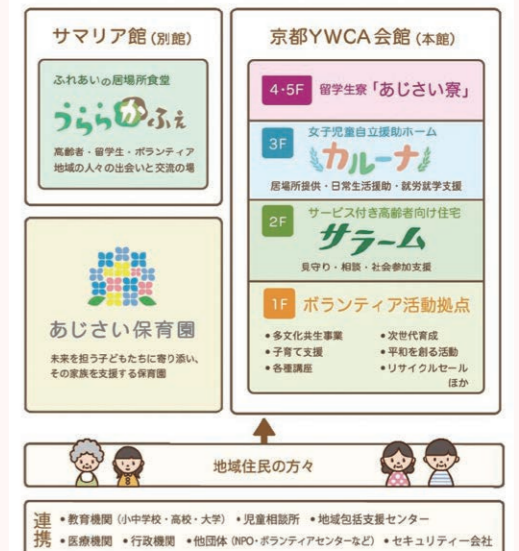 サマリア館(別館)
ふれあいの居場所食堂
うららかふぇ
高齢者・留学生・ボランティア
地域の人々の出会いと交流の場
あじさい保育園
未来を担う子どもたちに寄り添い、
その家族を支援する保育園
京都YWCA会館(本館)
4・5F 留学生寮「あじさい寮」
3F 女子児童自立援助ホーム
カルーナ
居場所提供・日常生活援助・就労就学支援
2F サービス付き高齢者向け住宅
サラーム
見守り・相談・社会参加支援
1F ボランティア活動拠点
•多文化共生事業 •次世代育成
•子育て支援 •平和を創る活動
•各種講座 •リサイクルセール
ほか
地域住民の方々
連携
•教育機関(小中学校・高校・大学) •児童相談所 •地域包括支援センター
•医療機関 •行政機関 •他団体(NPO・ボランティアセンターなど) •セキュリティー会社